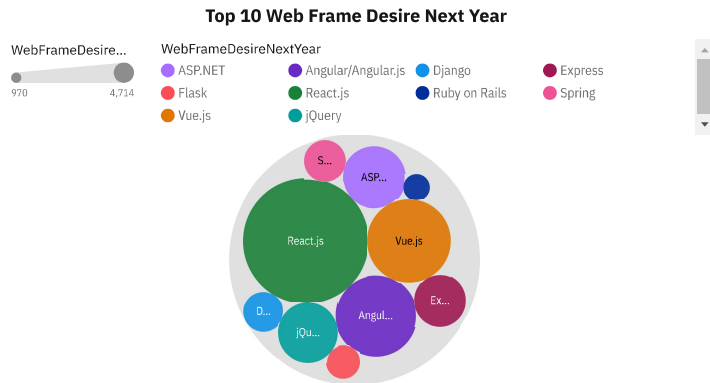 Top 10 Web Frame Desire Next Year
WebFrameDesire...
970 4,714
WebFrameDesireNextYear
ASP.NET Angular/Angular.js Django Express
Flask React.js Ruby on Rails Spring
Vue.js jQuery
S...
ASP...
React.js
Vue.js
D...
jQu...
Angul...
Ex...